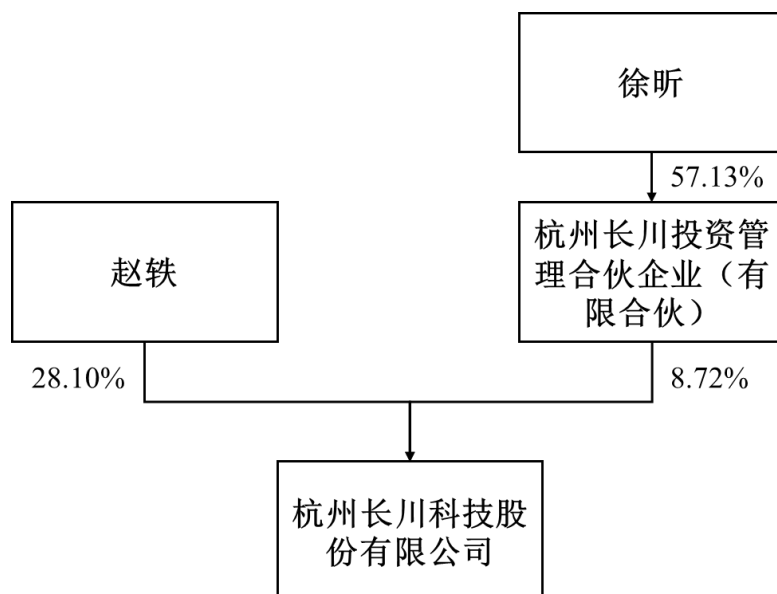 徐昕
57.13%
赵轶
杭州长川投资管
理合伙企业（有
限合伙）
28.10%
8.72%
杭州长川科技股
份有限公司